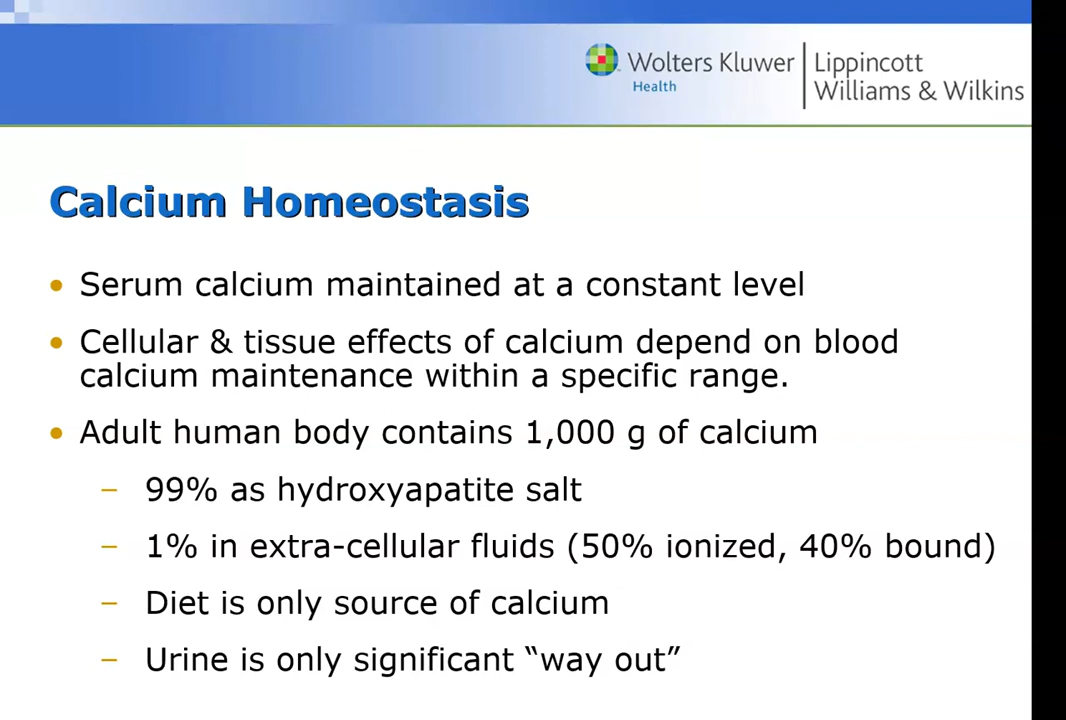 Wolters Kluwer
Health
Lippincott
Williams & Wilkins
Calcium Homeostasis
• Serum calcium maintained at a constant level
• Cellular & tissue effects of calcium depend on blood
calcium maintenance within a specific range.
• Adult human body contains 1,000 g of calcium
– 99% as hydroxyapatite salt
– 1% in extra-cellular fluids (50% ionized, 40% bound)
– Diet is only source of calcium
– Urine is only significant “way out”